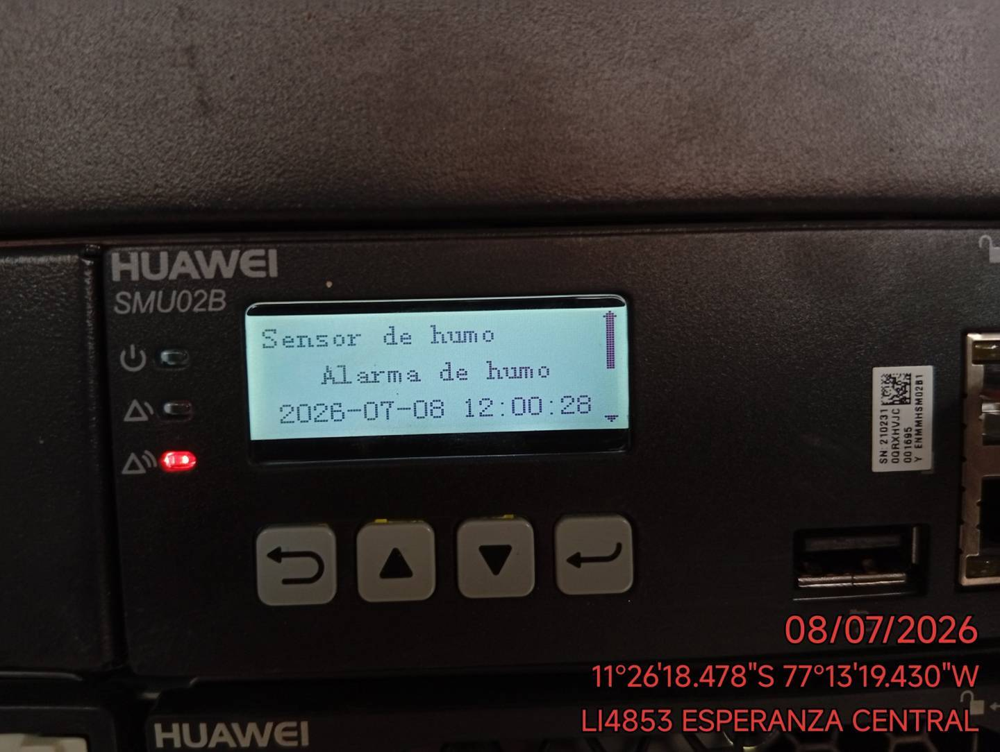 HUAWEI
SMU02B
Sensor de humo
Alarma de humo
2026-07-08 12:00:28
SN: 210231
0QRXHVJC
001695
Y ENMMHSM02B1
08/07/2026
11°26'18.478"S 77°13'19.430"W
LI4853 ESPERANZA CENTRAL
HUAWEI